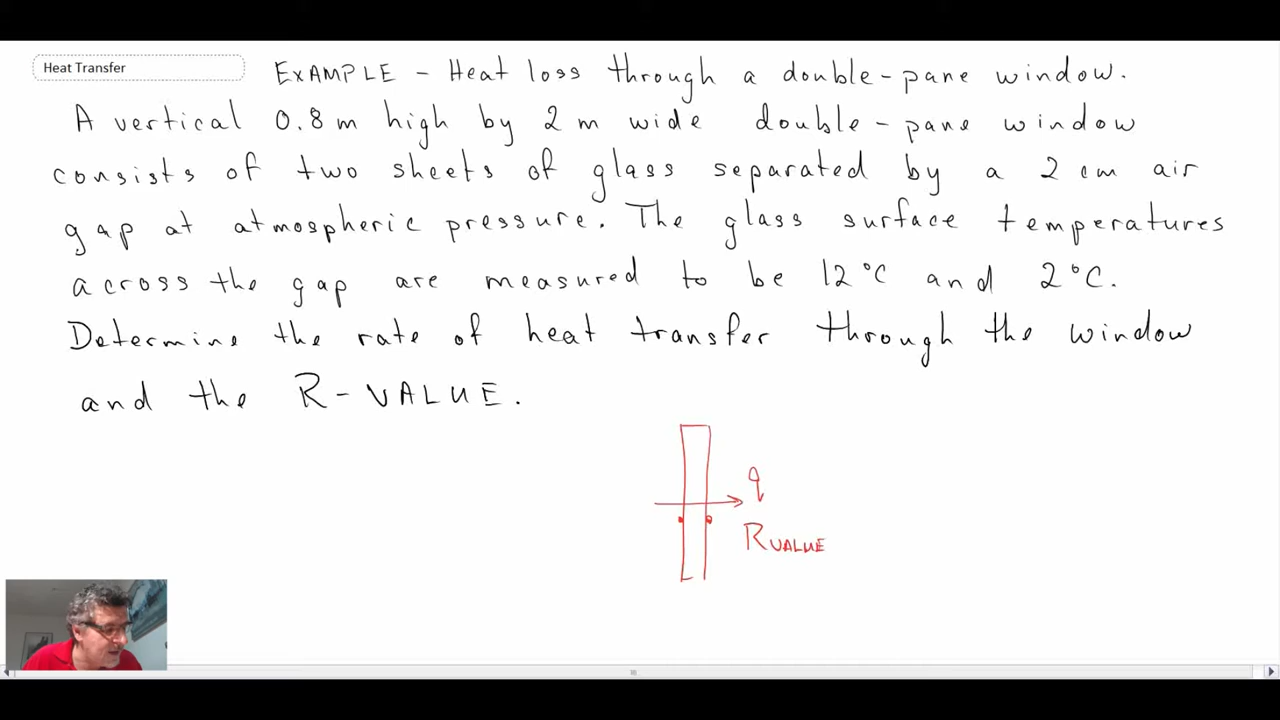 Heat Transfer
EXAMPLE - Heat loss through a double-pane window.
A vertical 0.8m high by 2 m wide double-pane window
consists of two sheets of glass separated by a 2 cm air
gap at atmospheric pressure. The glass surface temperatures
across the gap are measured to be 12°C and 2°C.
Determine the rate of heat transfer through the window
and the R-VALUE.
q
RVALUE